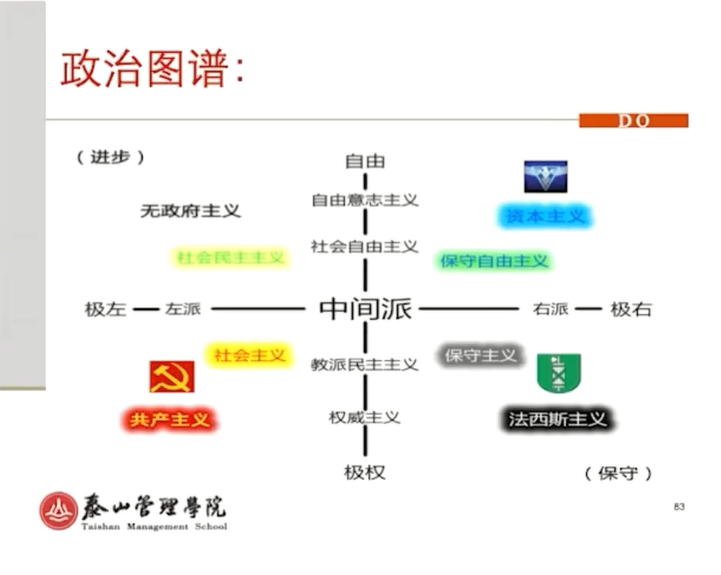 政治图谱：
DO
（进步）
自由
自由意志主义
无政府主义
资本主义
社会自由主义
社会民主主义
保守自由主义
极左
左派
中间派
右派
极右
社会主义
教派民主主义
保守主义
共产主义
权威主义
法西斯主义
极权
（保守）
泰山管理學院
Taishan Management School
83